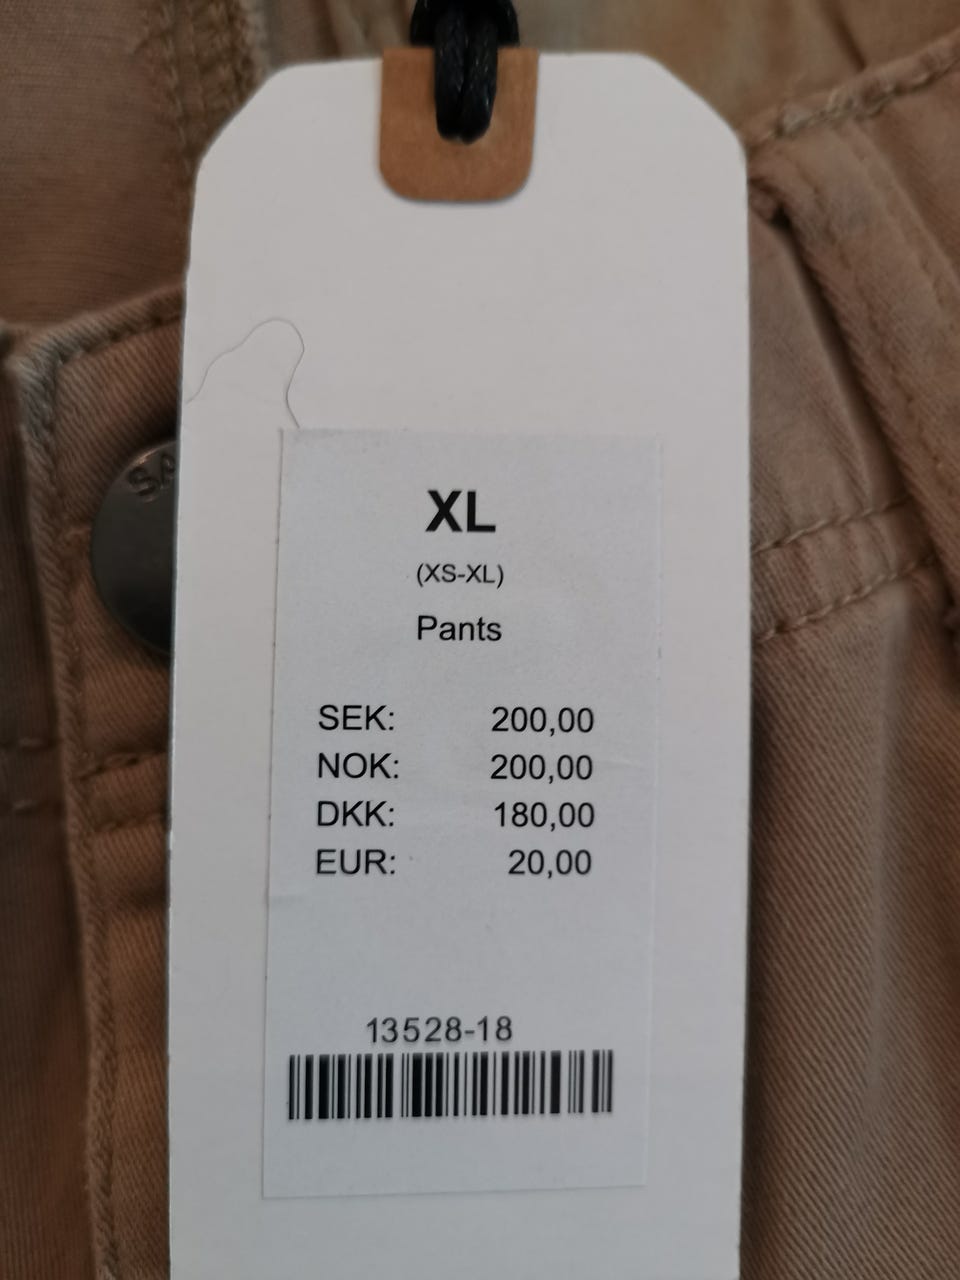 XL
(XS-XL)
Pants
SEK: 200,00
NOK: 200,00
DKK: 180,00
EUR: 20,00
13528-18